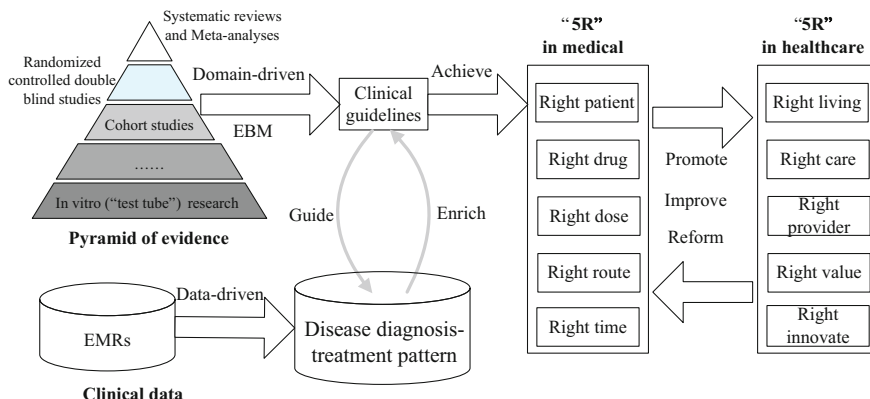 Systematic reviews
and Meta-analyses
Randomized
controlled double
blind studies
Cohort studies
......
In vitro (“test tube”) research
Pyramid of evidence
Domain-driven
EBM
Clinical
guidelines
Achieve
Guide
Enrich
EMRs
Clinical data
Data-driven
Disease diagnosis-
treatment pattern
“5R”
in medical
Right patient
Right drug
Right dose
Right route
Right time
Promote
Improve
Reform
“5R”
in healthcare
Right living
Right care
Right
provider
Right value
Right
innovate